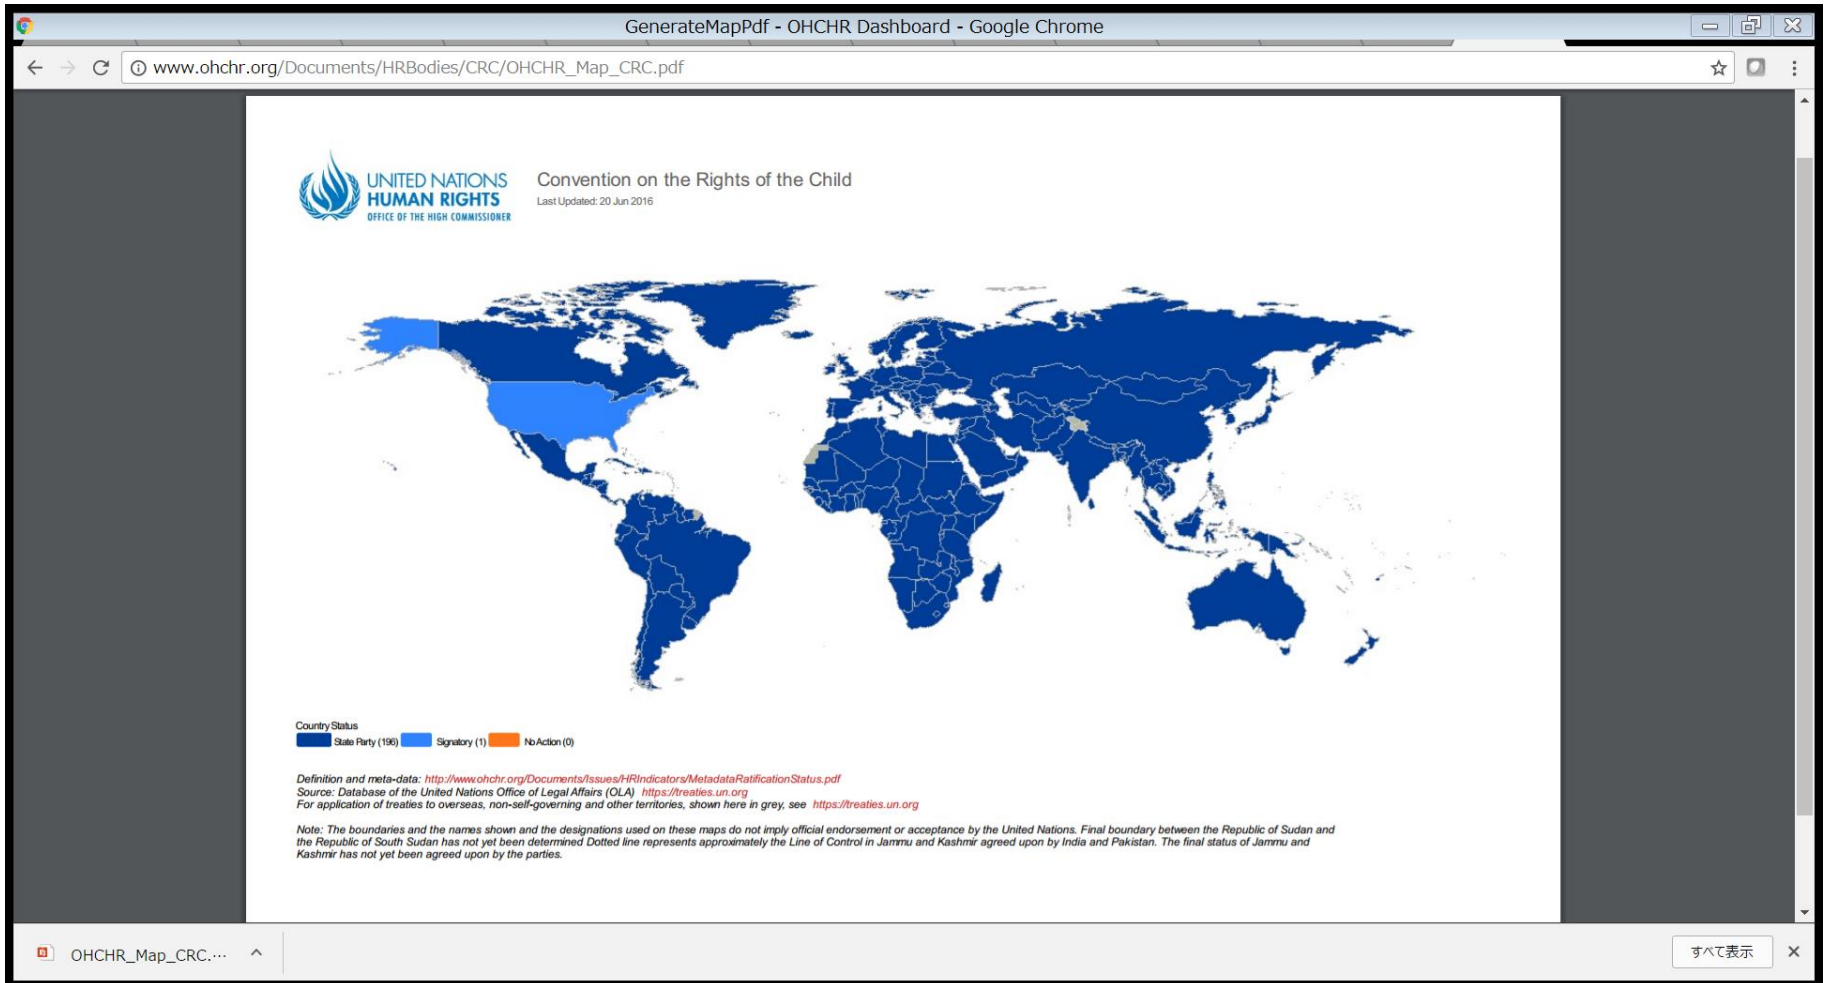 GenerateMapPdf - OHCHR Dashboard - Google Chrome
www.ohchr.org/Documents/HRBodies/CRC/OHCHR_Map_CRC.pdf
UNITED NATIONS
HUMAN RIGHTS
OFFICE OF THE HIGH COMMISSIONER
Convention on the Rights of the Child
Last Updated: 20 Jun 2016
Country Status
State Party (196) Signatory (1) No Action (0)
Definition and meta-data: http://www.ohchr.org/Documents/Issues/HRIndicators/MetadataRatificationStatus.pdf
Source: Database of the United Nations Office of Legal Affairs (OLA) https://treaties.un.org
For application of treaties to overseas, non-self-governing and other territories, shown here in grey, see https://treaties.un.org
Note: The boundaries and the names shown and the designations used on these maps do not imply official endorsement or acceptance by the United Nations. Final boundary between the Republic of Sudan and
the Republic of South Sudan has not yet been determined Dotted line represents approximately the Line of Control in Jammu and Kashmir agreed upon by India and Pakistan. The final status of Jammu and
Kashmir has not yet been agreed upon by the parties.
OHCHR_Map_CRC.…
すべて表示